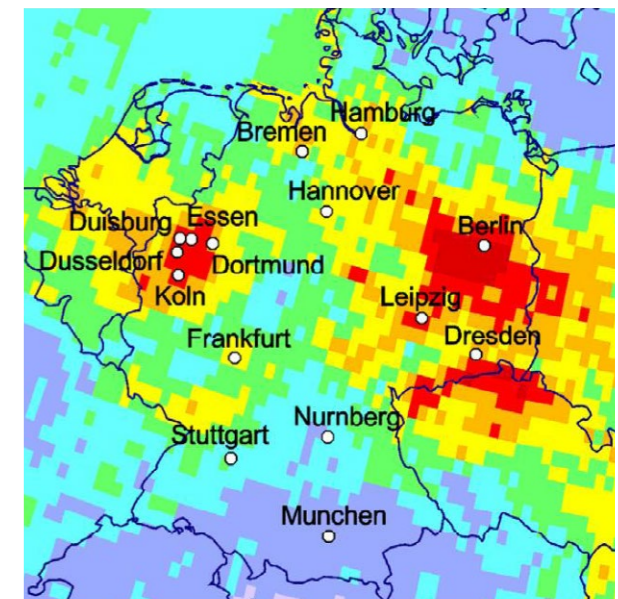 Hamburg
Bremen
Hannover
Duisburg
Essen
Berlin
Dusseldorf
Dortmund
Koln
Leipzig
Frankfurt
Dresden
Nurnberg
Stuttgart
Munchen